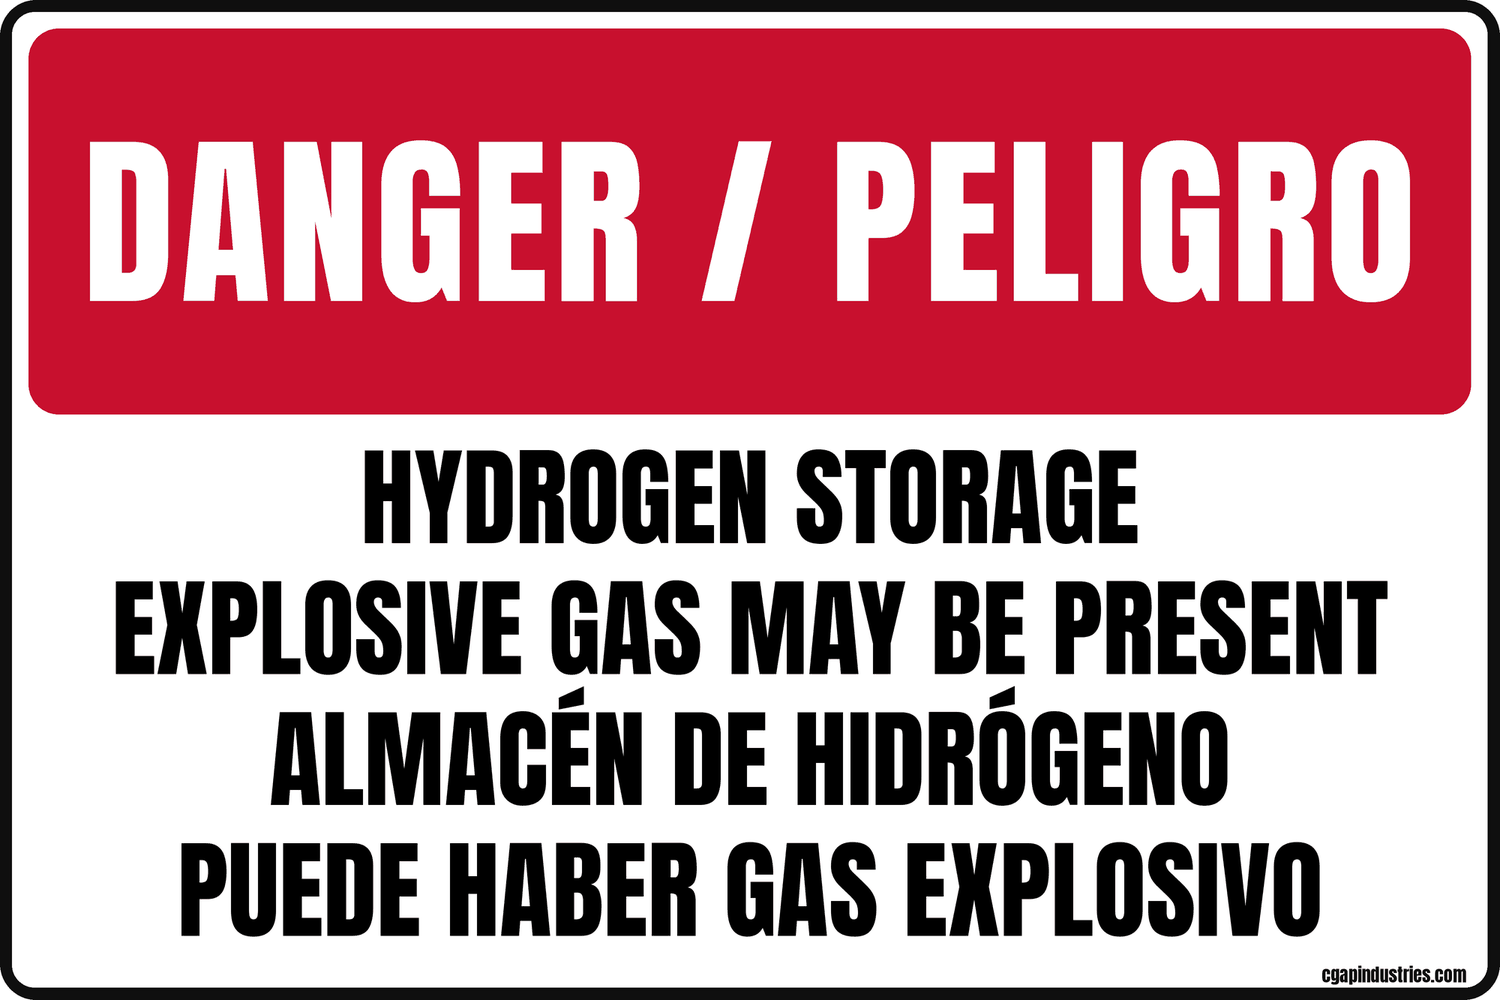 DANGER / PELIGRO
HYDROGEN STORAGE
EXPLOSIVE GAS MAY BE PRESENT
ALMACÉN DE HIDRÓGENO
PUEDE HABER GAS EXPLOSIVO
cgapindustries.com